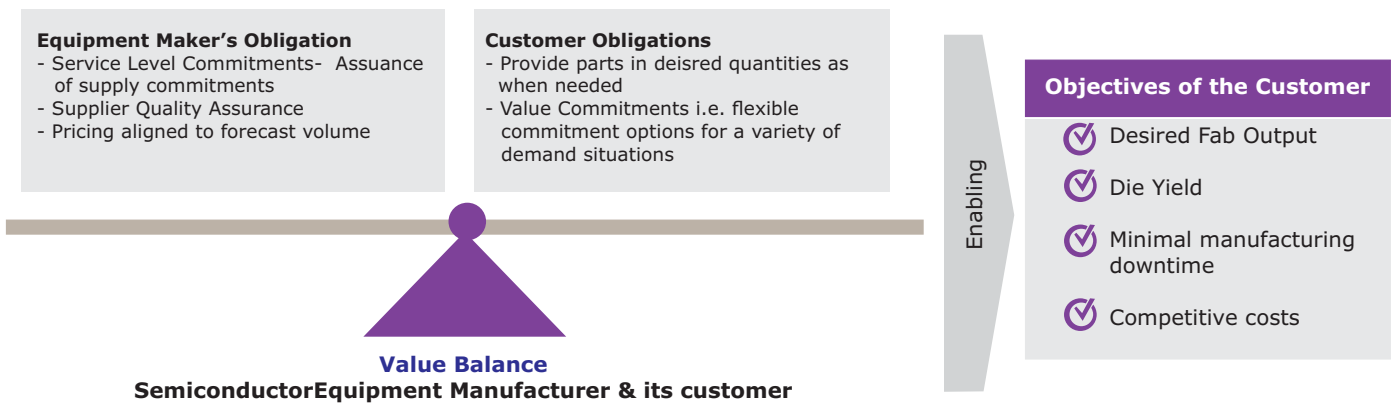 Equipment Maker's Obligation
- Service Level Commitments- Assuance
of supply commitments
- Supplier Quality Assurance
- Pricing aligned to forecast volume
Customer Obligations
- Provide parts in deisred quantities as
when needed
- Value Commitments i.e. flexible
commitment options for a variety of
demand situations
Value Balance
SemiconductorEquipment Manufacturer & its customer
Enabling
Objectives of the Customer
Desired Fab Output
Die Yield
Minimal manufacturing
downtime
Competitive costs